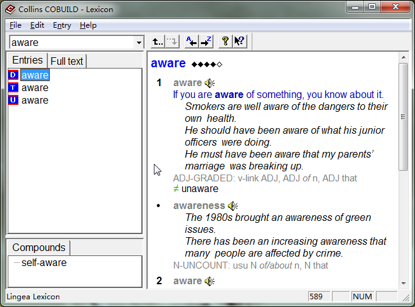 Collins COBUILD - Lexicon
File Edit Entry Help
aware
A Z
? ?
Entries Full text
D aware
T aware
U aware
Compounds
self-aware
aware ◆◆◆◆◇
1 aware
If you are aware of something, you know about it.
Smokers are well aware of the dangers to their
own health.
He should have been aware of what his junior
officers were doing.
He must have been aware that my parents'
marriage was breaking up.
ADJ-GRADED: v-link ADJ, ADJ of n, ADJ that
≠ unaware
• awareness
The 1980s brought an awareness of green
issues.
There has been an increasing awareness that
many people are affected by crime.
N-UNCOUNT: usu N of/about n, N that
2 aware
Lingea Lexicon 589 NUM